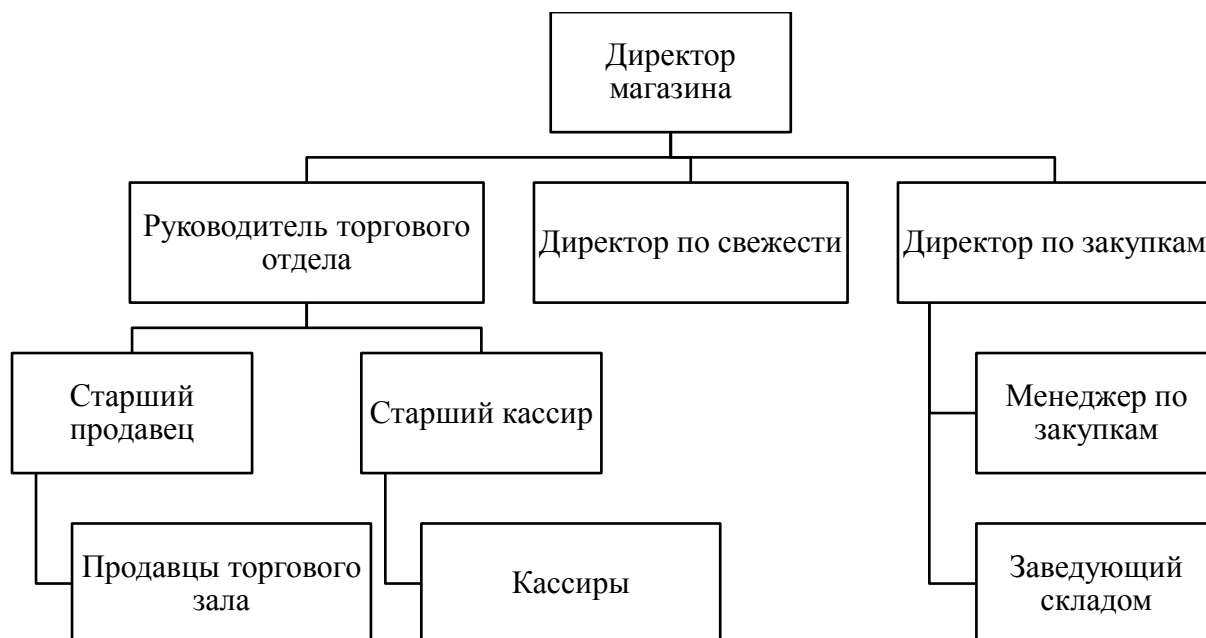 Директор
магазина
Руководитель торгового
отдела
Директор по свежести
Директор по закупкам
Старший
продавец
Старший кассир
Менеджер по
закупкам
Продавцы торгового
зала
Кассиры
Заведующий
складом